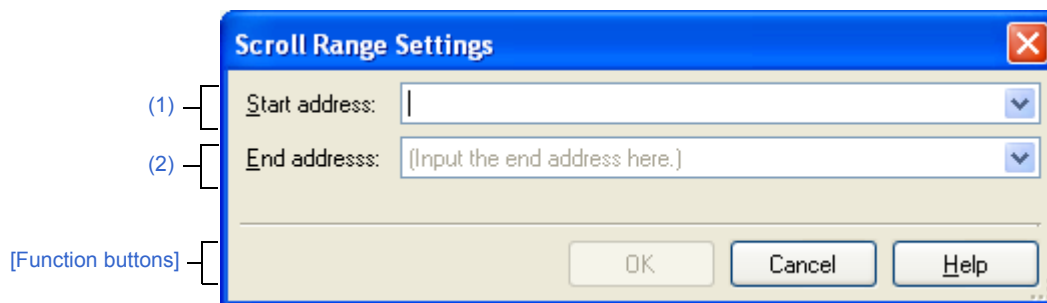 Scroll Range Settings
(1)
Start address:
(2)
End addresss:
(Input the end address here.)
[Function buttons]
OK
Cancel
Help